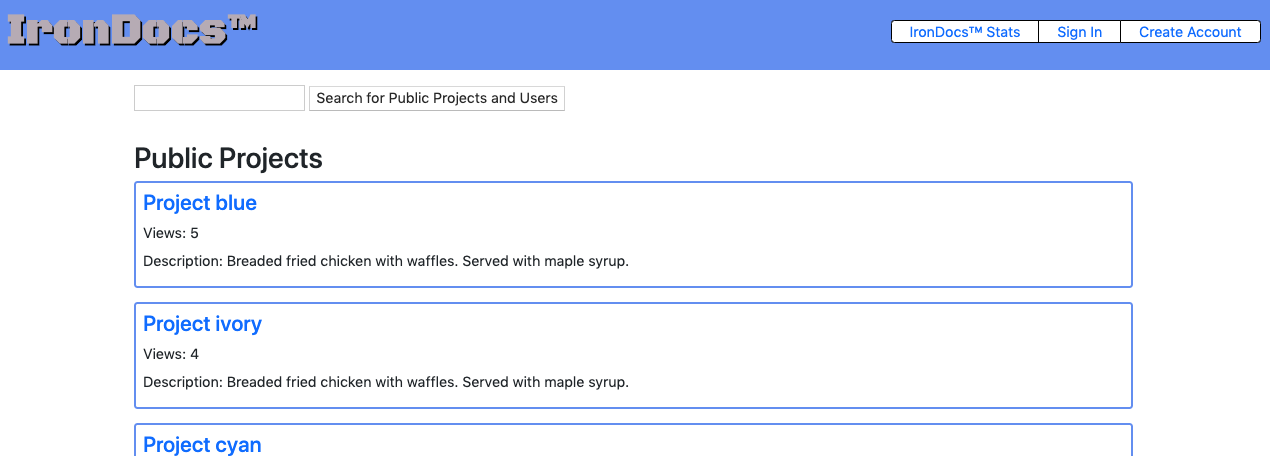 IronDocs™
IronDocs™ Stats
Sign In
Create Account
Search for Public Projects and Users
Public Projects
Project blue
Views: 5
Description: Breaded fried chicken with waffles. Served with maple syrup.
Project ivory
Views: 4
Description: Breaded fried chicken with waffles. Served with maple syrup.
Project cyan